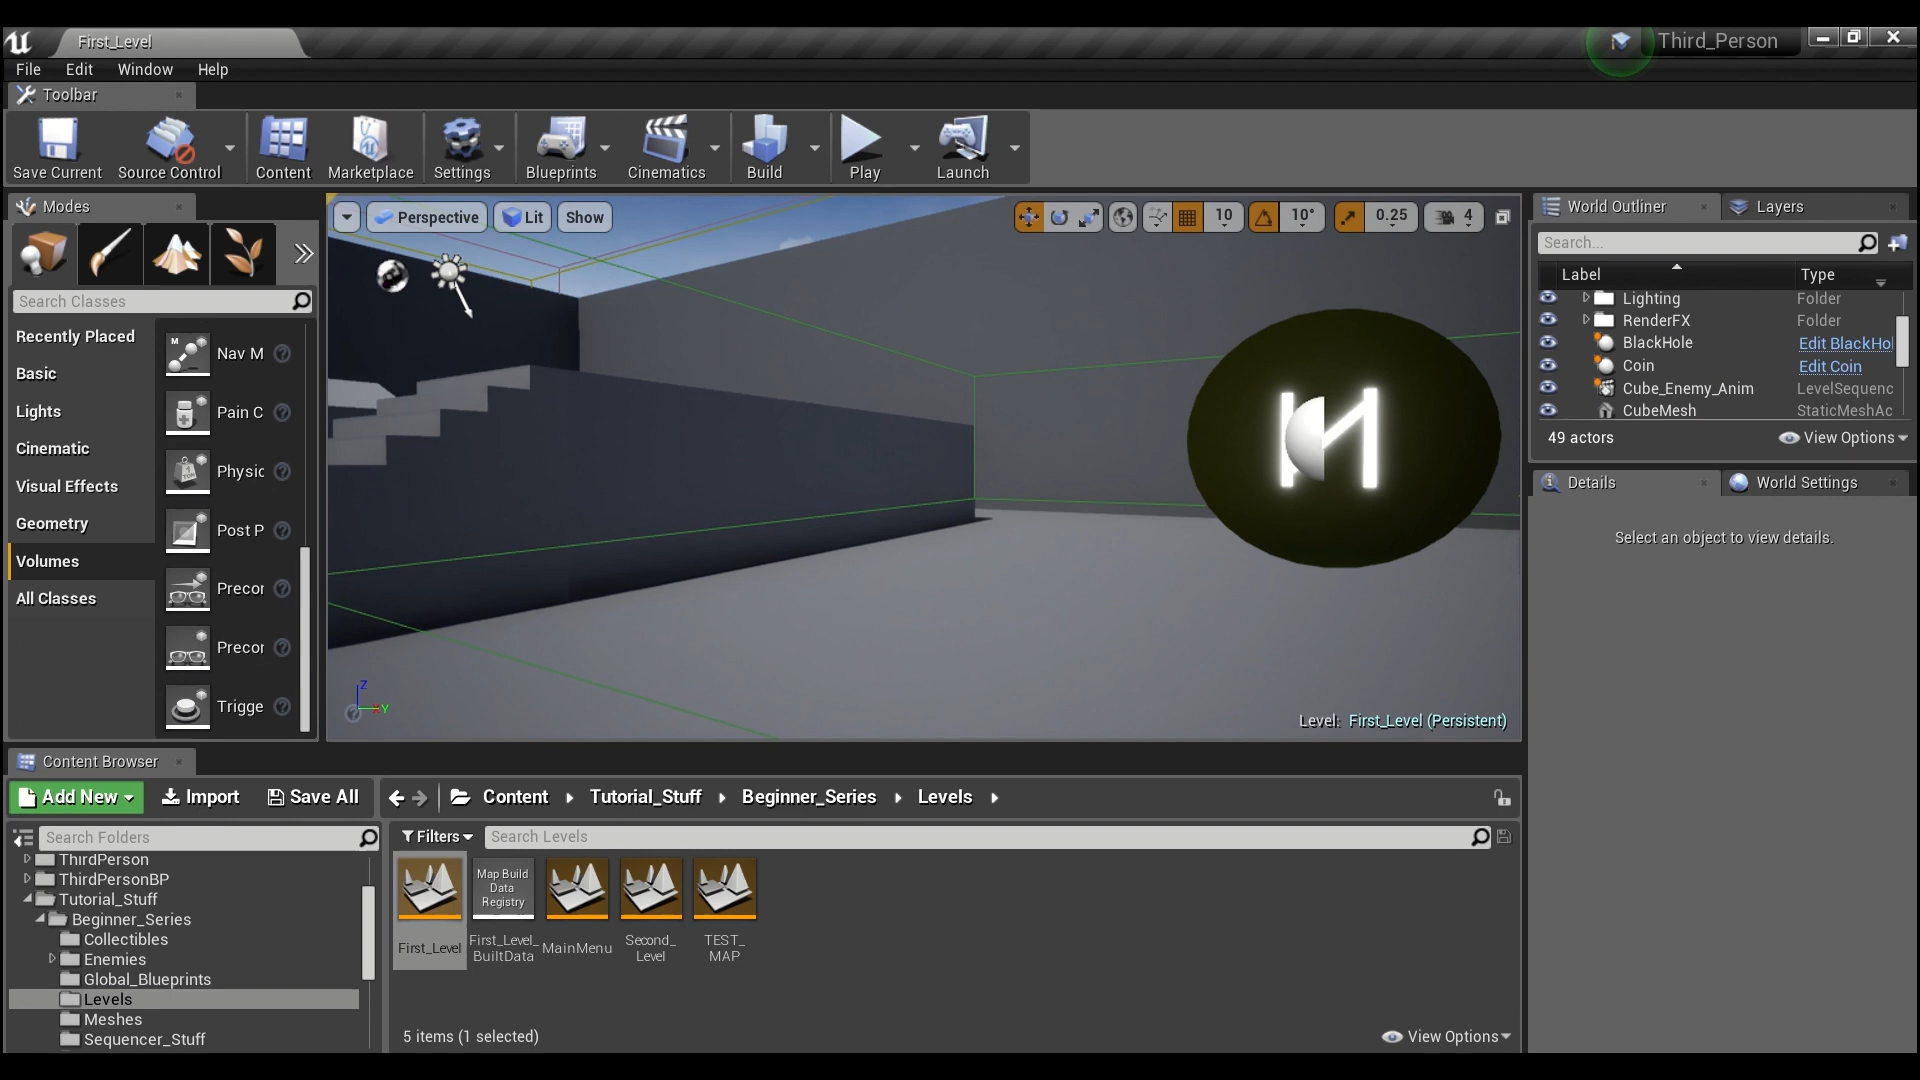 First_Level
Third_Person
File Edit Window Help
Toolbar
Save Current Source Control Content Marketplace Settings Blueprints Cinematics Build Play Launch
Modes
Search Classes
Recently Placed
Basic
Lights
Cinematic
Visual Effects
Geometry
Volumes
All Classes
Nav M
Pain C
Physic
Post P
Precor
Precor
Trigge
Perspective Lit Show
10 10° 0.25 4
Z
Y
Level: First_Level (Persistent)
World Outliner Layers
Search...
Label Type
Lighting Folder
RenderFX Folder
BlackHole Edit BlackHol
Coin Edit Coin
Cube_Enemy_Anim LevelSequenc
CubeMesh StaticMeshAc
49 actors View Options
Details World Settings
Select an object to view details.
Content Browser
Add New Import Save All
Content Tutorial_Stuff Beginner_Series Levels
Search Folders
ThirdPerson
ThirdPersonBP
Tutorial_Stuff
Beginner_Series
Collectibles
Enemies
Global_Blueprints
Levels
Meshes
Sequencer_Stuff
Filters Search Levels
Map Build
Data
Registry
First_Level
First_Level_
BuiltData
MainMenu
Second_
Level
TEST_
MAP
5 items (1 selected) View Options